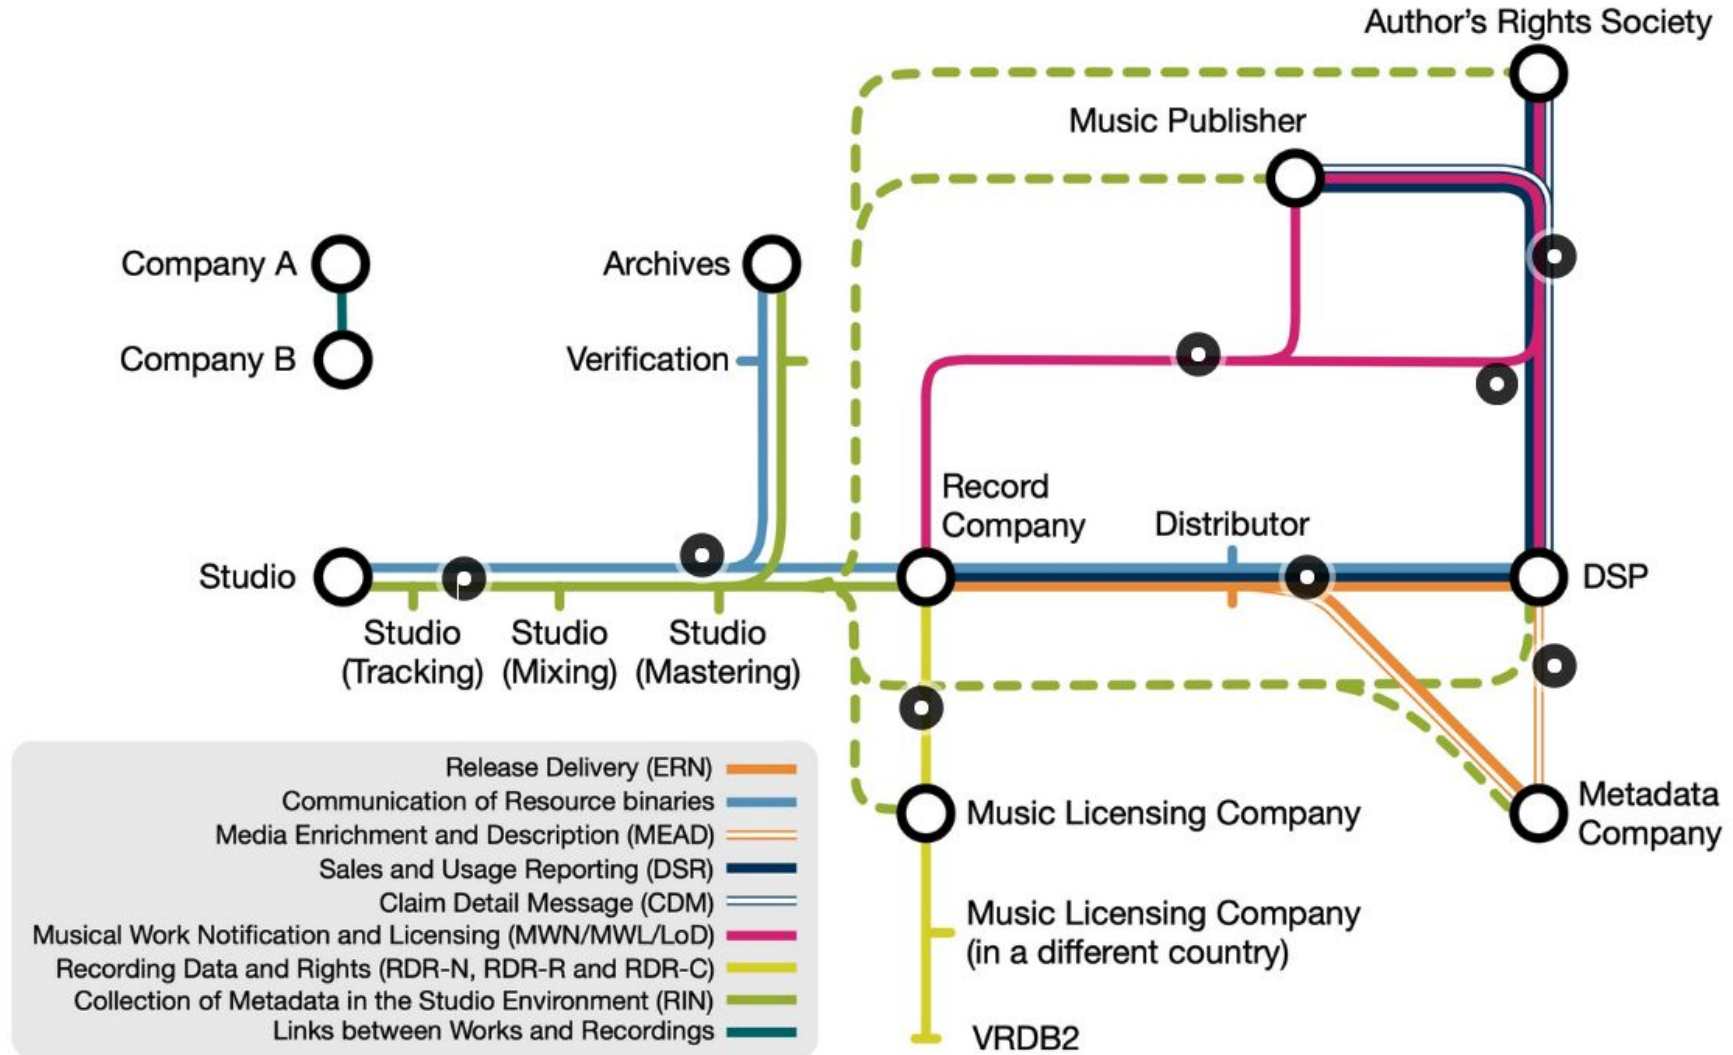 Author's Rights Society
Music Publisher
Company A
Archives
Company B
Verification
Record
Company
Distributor
Studio
DSP
Studio
(Tracking)
Studio
(Mixing)
Studio
(Mastering)
Release Delivery (ERN)
Communication of Resource binaries
Media Enrichment and Description (MEAD)
Sales and Usage Reporting (DSR)
Claim Detail Message (CDM)
Musical Work Notification and Licensing (MWN/MWL/LoD)
Recording Data and Rights (RDR-N, RDR-R and RDR-C)
Collection of Metadata in the Studio Environment (RIN)
Links between Works and Recordings
Music Licensing Company
Metadata
Company
Music Licensing Company
(in a different country)
VRDB2